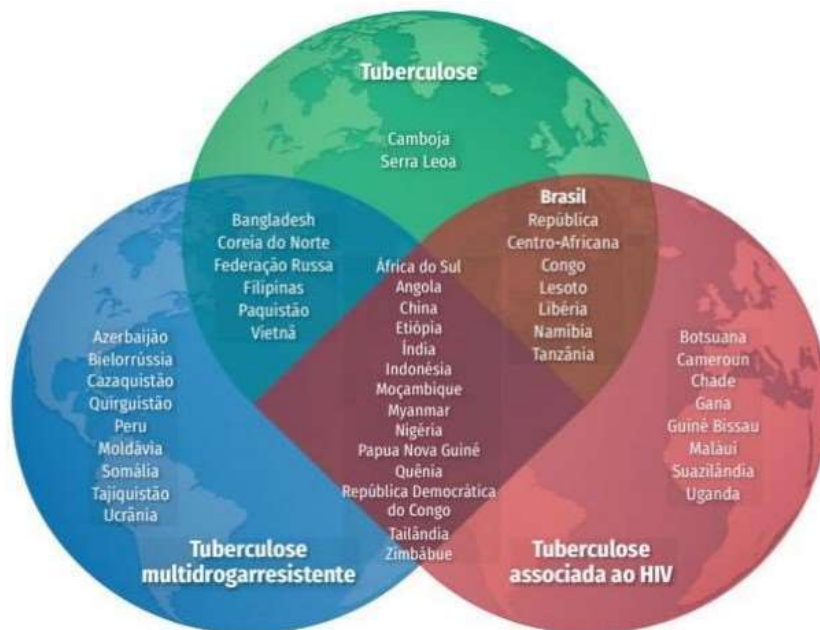 Tuberculose
Camboja
Serra Leoa
Bangladesh
Coreia do Norte
Federação Russa
Filipinas
Paquistão
Vietnã
Brasil
República
Centro-Africana
Congo
Lesoto
Libéria
Namíbia
Tanzânia
África do Sul
Angola
China
Etiópia
Índia
Indonésia
Moçambique
Myanmar
Nigéria
Papua Nova Guiné
Quênia
República Democrática
do Congo
Tailândia
Zimbábue
Azerbaijão
Bielorrússia
Cazaquistão
Quirguistão
Peru
Moldávia
Somália
Tajiquistão
Ucrânia
Botsuana
Cameroun
Chade
Gana
Guiné Bissau
Maláui
Suazilândia
Uganda
Tuberculose
multidrogarresistente
Tuberculose
associada ao HIV